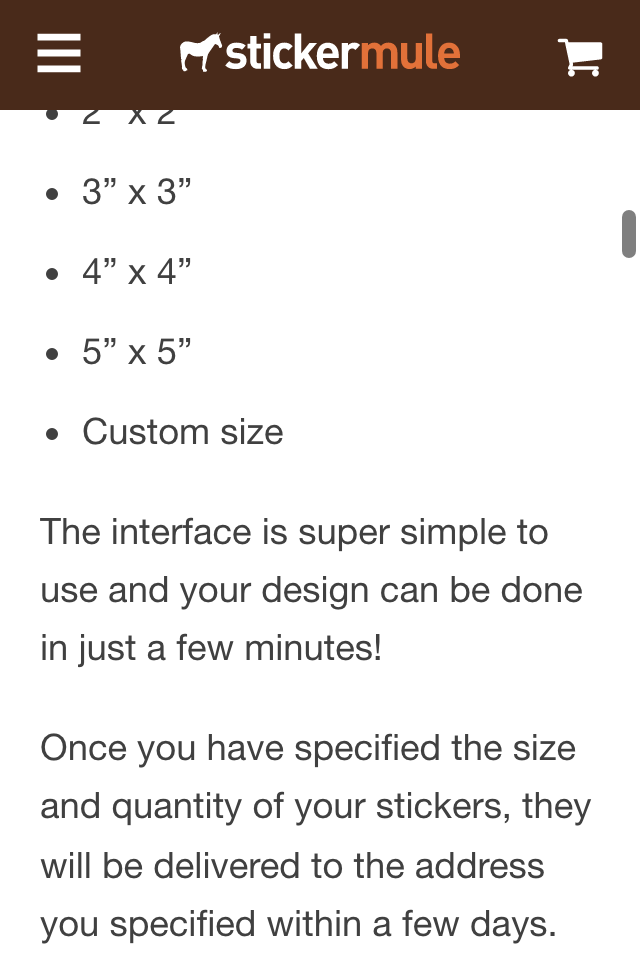 stickermule
2” x 2”
3” x 3”
4” x 4”
5” x 5”
Custom size
The interface is super simple to
use and your design can be done
in just a few minutes!
Once you have specified the size
and quantity of your stickers, they
will be delivered to the address
you specified within a few days.